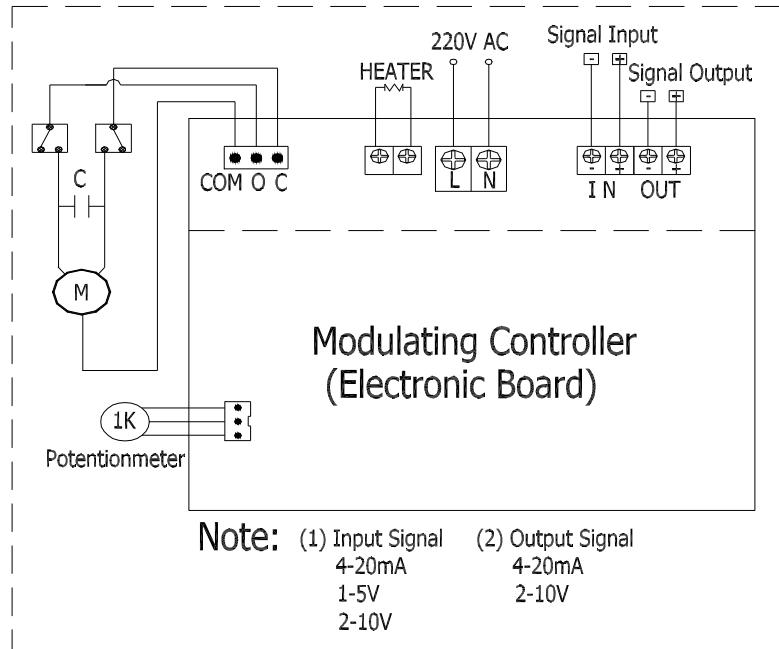 220V AC
Signal Input
- +
HEATER
Signal Output
- +
C
COM O C
L N
- + - +
I N OUT
M
Modulating Controller
(Electronic Board)
1K
Potentionmeter
Note: (1) Input Signal (2) Output Signal
4-20mA 4-20mA
1-5V 2-10V
2-10V